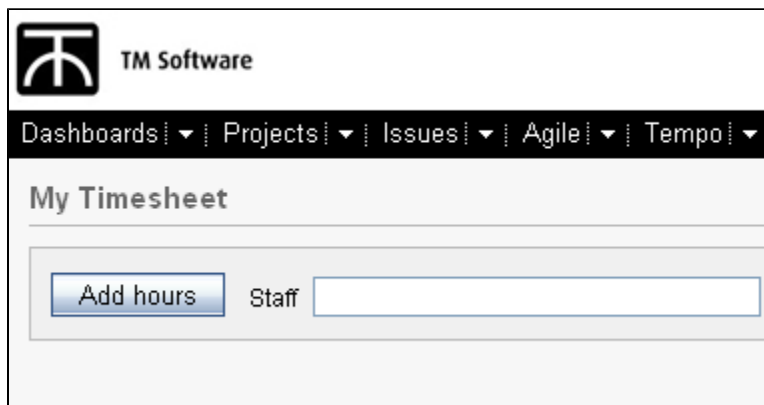 TM Software
Dashboards Projects Issues Agile Tempo
My Timesheet
Add hours Staff